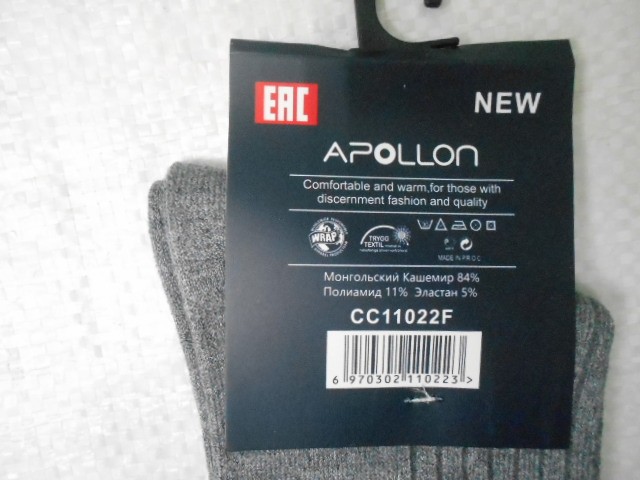 EAC
NEW
APOLLON
Comfortable and warm,for those with
discernment fashion and quality
WRAP
TRYGG
TEXTIL
MADE IN P.R.O.C
Монгольский Кашемир 84%
Полиамид 11% Эластан 5%
CC11022F
6 970302 110223 >